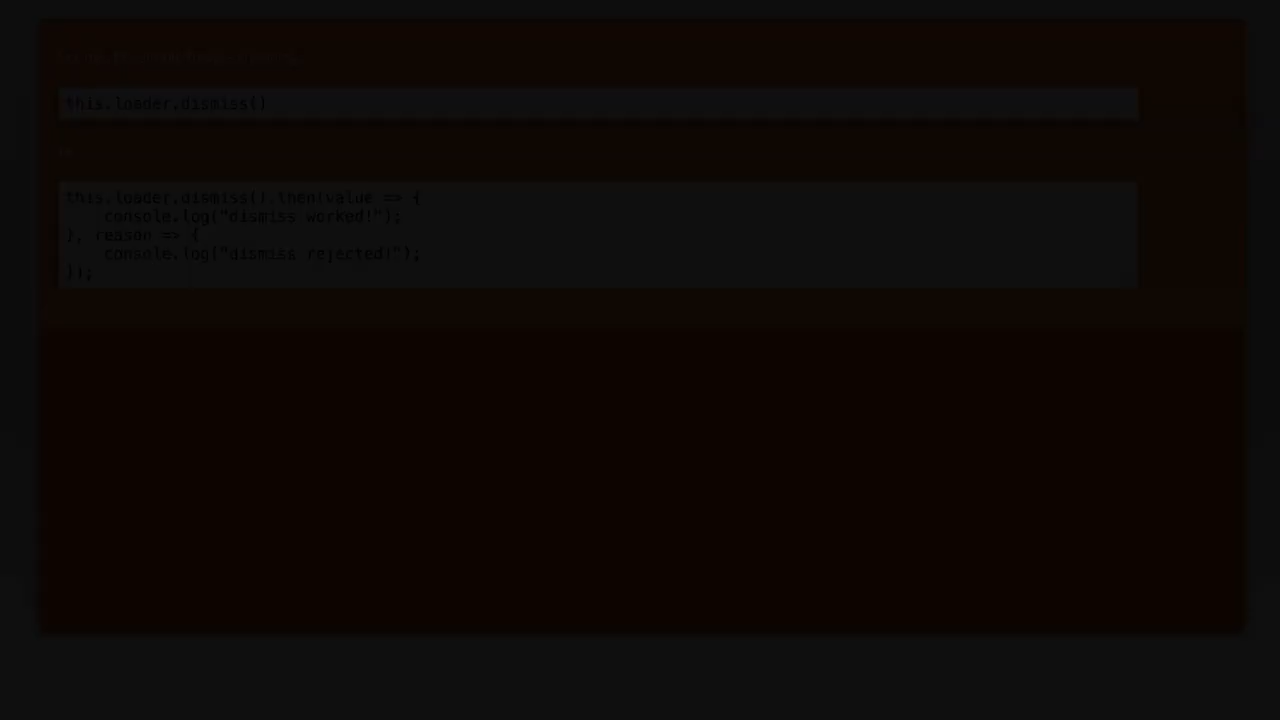 this.loader.dismiss()
this.loader.dismiss().then(value => {
    console.log("dismiss worked!");
}, reason => {
    console.log("dismiss rejected!");
});